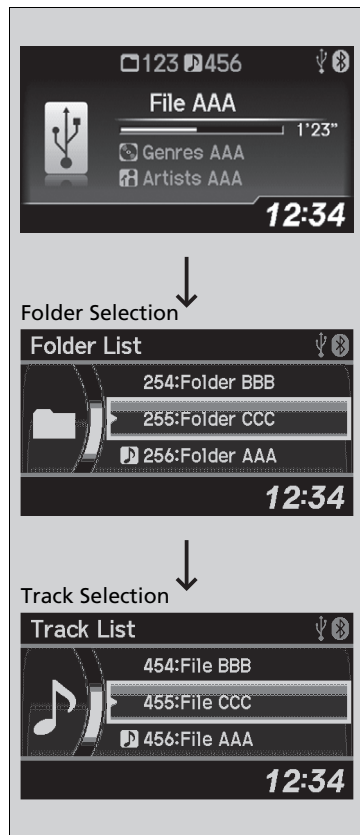 123 456
File AAA
1'23"
Genres AAA
Artists AAA
12:34
Folder Selection
Folder List
254:Folder BBB
255:Folder CCC
256:Folder AAA
12:34
Track Selection
Track List
454:File BBB
455:File CCC
456:File AAA
12:34